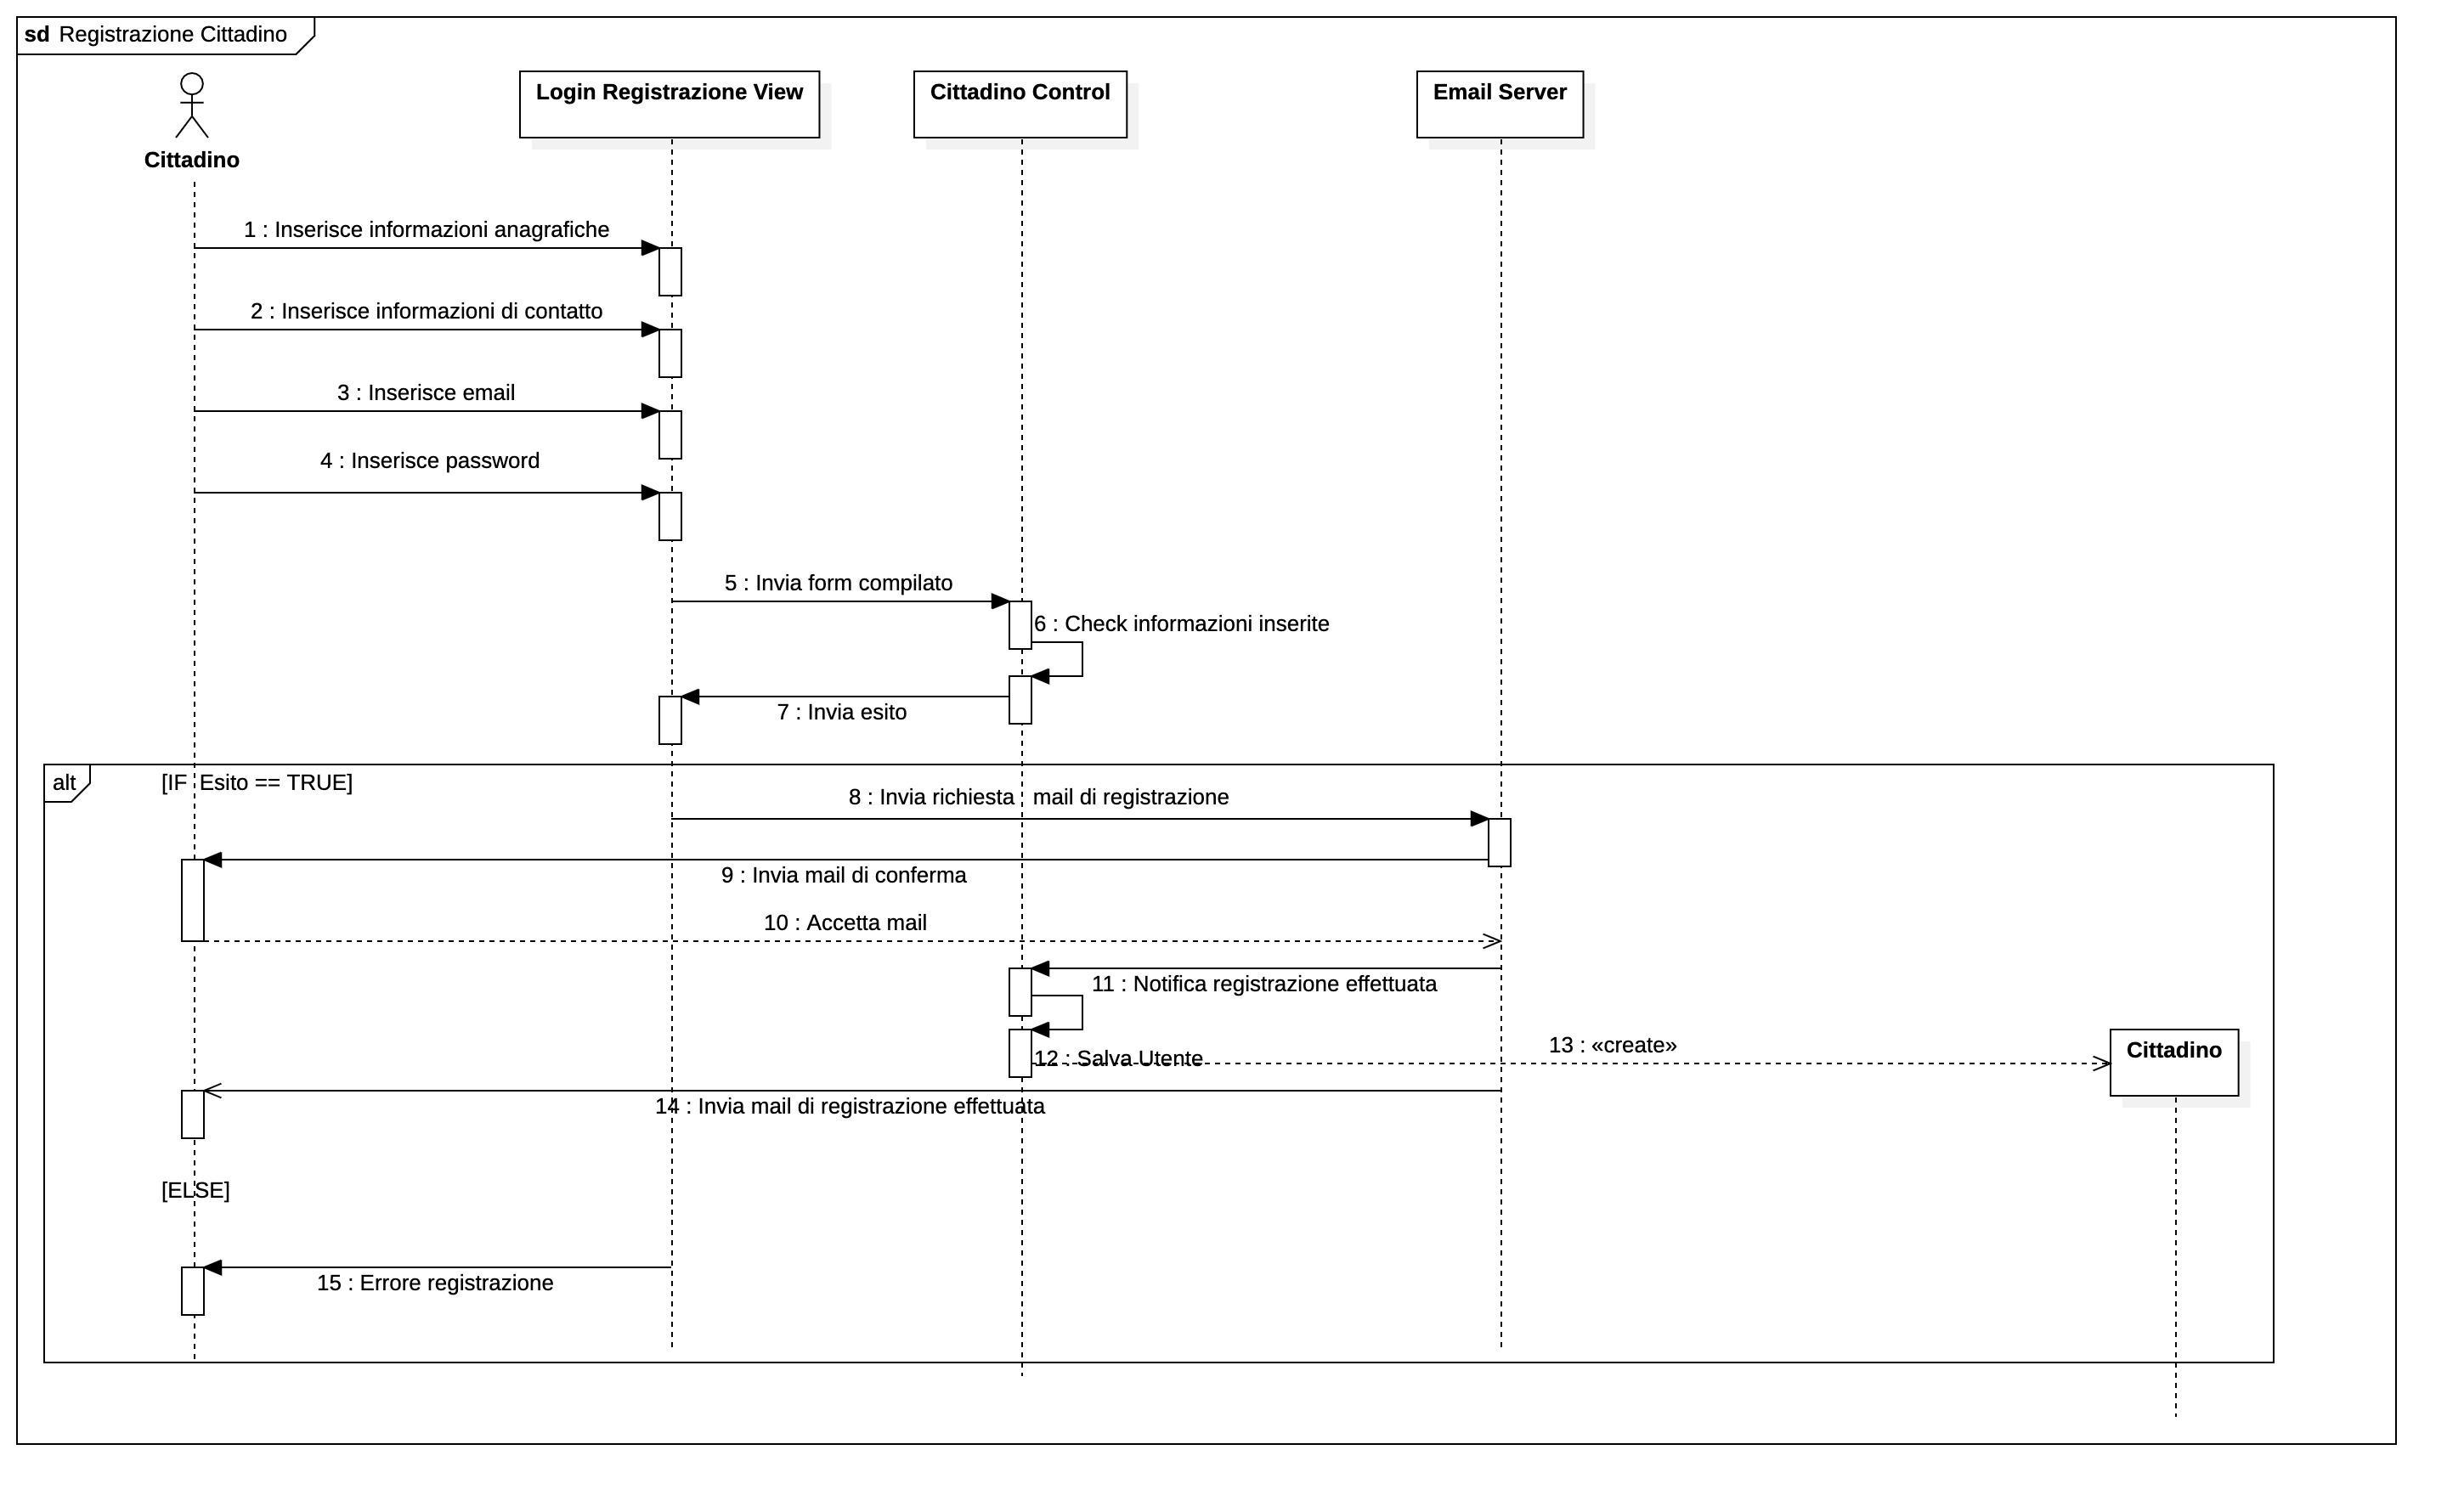 sd Registrazione Cittadino
Login Registrazione View
Cittadino Control
Email Server
Cittadino
1 : Inserisce informazioni anagrafiche
2 : Inserisce informazioni di contatto
3 : Inserisce email
4 : Inserisce password
5 : Invia form compilato
6 : Check informazioni inserite
7 : Invia esito
alt
[IF Esito == TRUE]
8 : Invia richiesta mail di registrazione
9 : Invia mail di conferma
10 : Accetta mail
11 : Notifica registrazione effettuata
12 : Salva Utente
13 : «create»
Cittadino
14 : Invia mail di registrazione effettuata
[ELSE]
15 : Errore registrazione